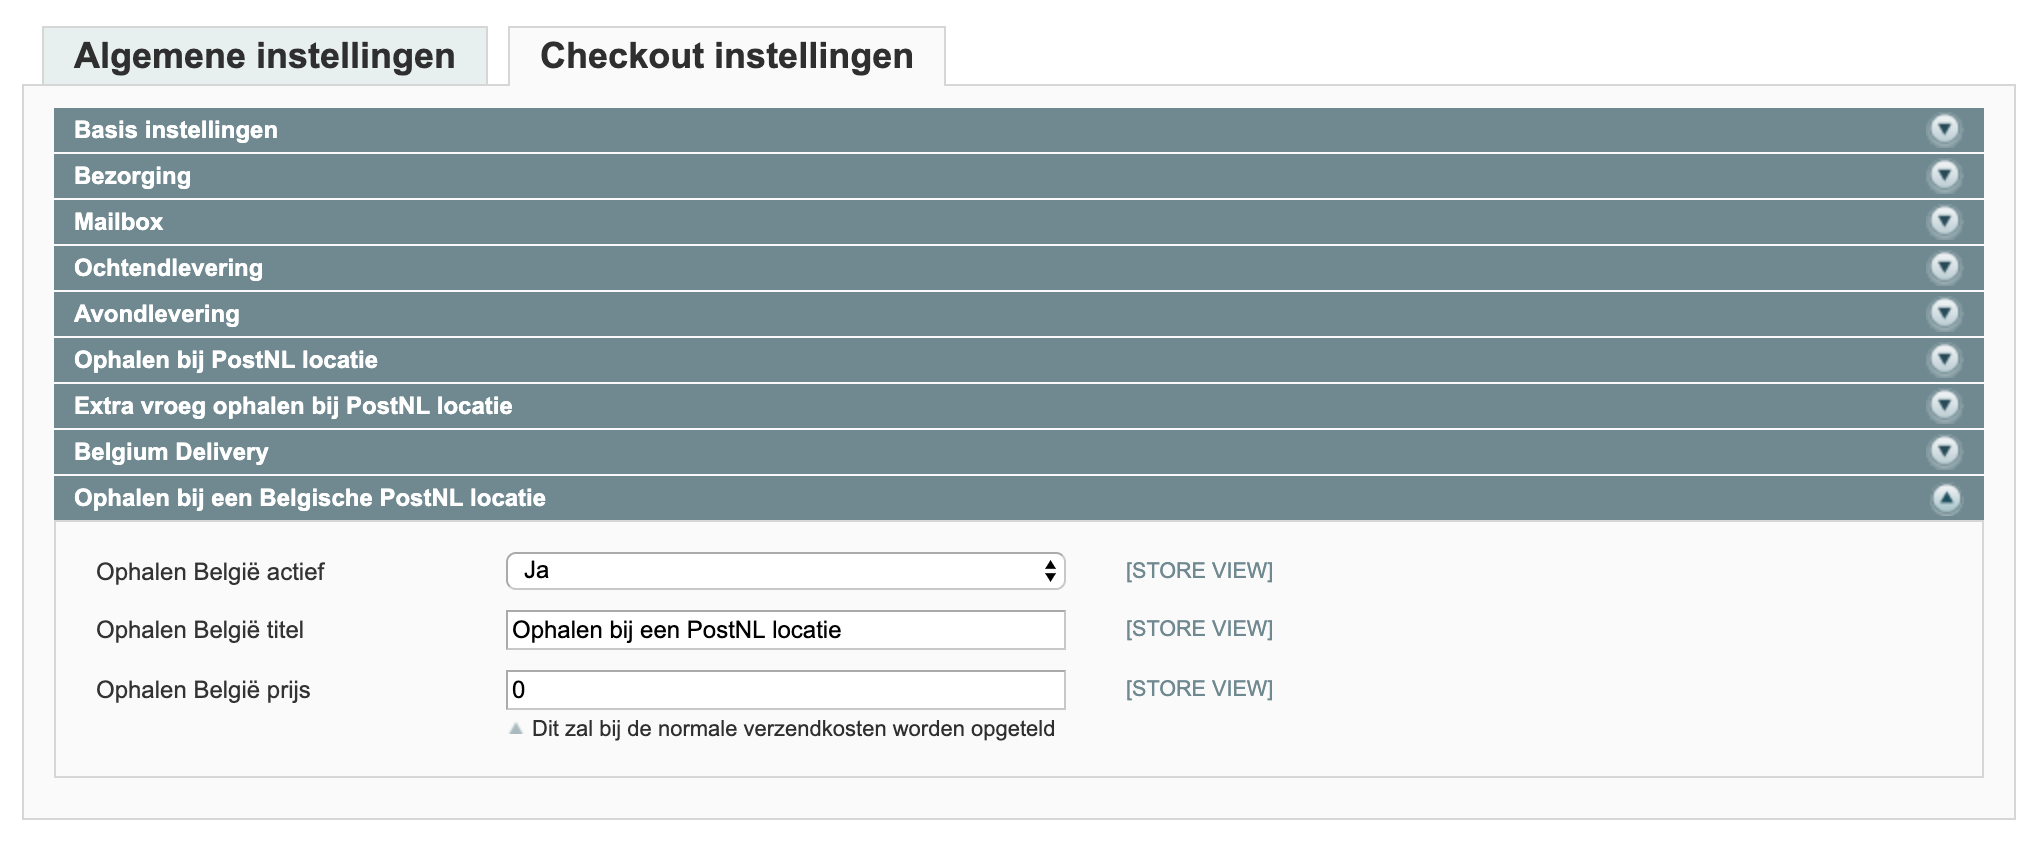 Algemene instellingen
Checkout instellingen
Basis instellingen
Bezorging
Mailbox
Ochtendlevering
Avondlevering
Ophalen bij PostNL locatie
Extra vroeg ophalen bij PostNL locatie
Belgium Delivery
Ophalen bij een Belgische PostNL locatie
Ophalen België actief Ja [STORE VIEW]
Ophalen België titel Ophalen bij een PostNL locatie [STORE VIEW]
Ophalen België prijs 0 [STORE VIEW]
Dit zal bij de normale verzendkosten worden opgeteld